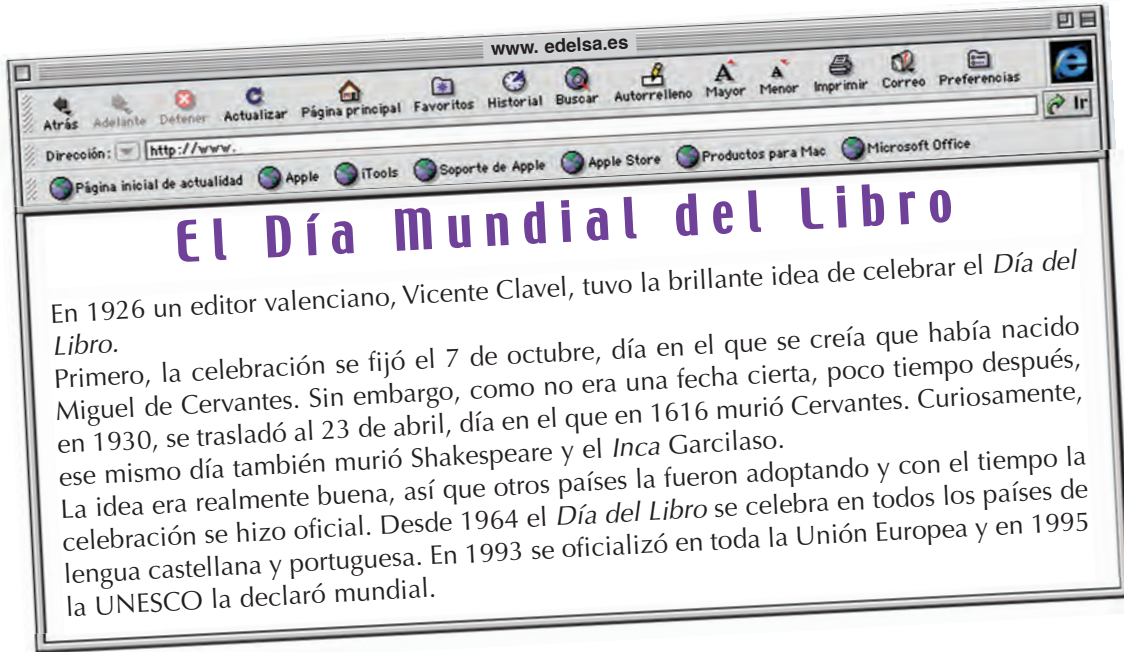 www. edelsa.es
Atrás Adelante Detener Actualizar Página principal Favoritos Historial Buscar Autorrelleno Mayor Menor Imprimir Correo Preferencias
Dirección: http://www. Ir
Página inicial de actualidad Apple iTools Soporte de Apple Apple Store Productos para Mac Microsoft Office
El Día Mundial del Libro
En 1926 un editor valenciano, Vicente Clavel, tuvo la brillante idea de celebrar el Día del
Libro.
Primero, la celebración se fijó el 7 de octubre, día en el que se creía que había nacido
Miguel de Cervantes. Sin embargo, como no era una fecha cierta, poco tiempo después,
en 1930, se trasladó al 23 de abril, día en el que en 1616 murió Cervantes. Curiosamente,
ese mismo día también murió Shakespeare y el Inca Garcilaso.
La idea era realmente buena, así que otros países la fueron adoptando y con el tiempo la
celebración se hizo oficial. Desde 1964 el Día del Libro se celebra en todos los países de
lengua castellana y portuguesa. En 1993 se oficializó en toda la Unión Europea y en 1995
la UNESCO la declaró mundial.